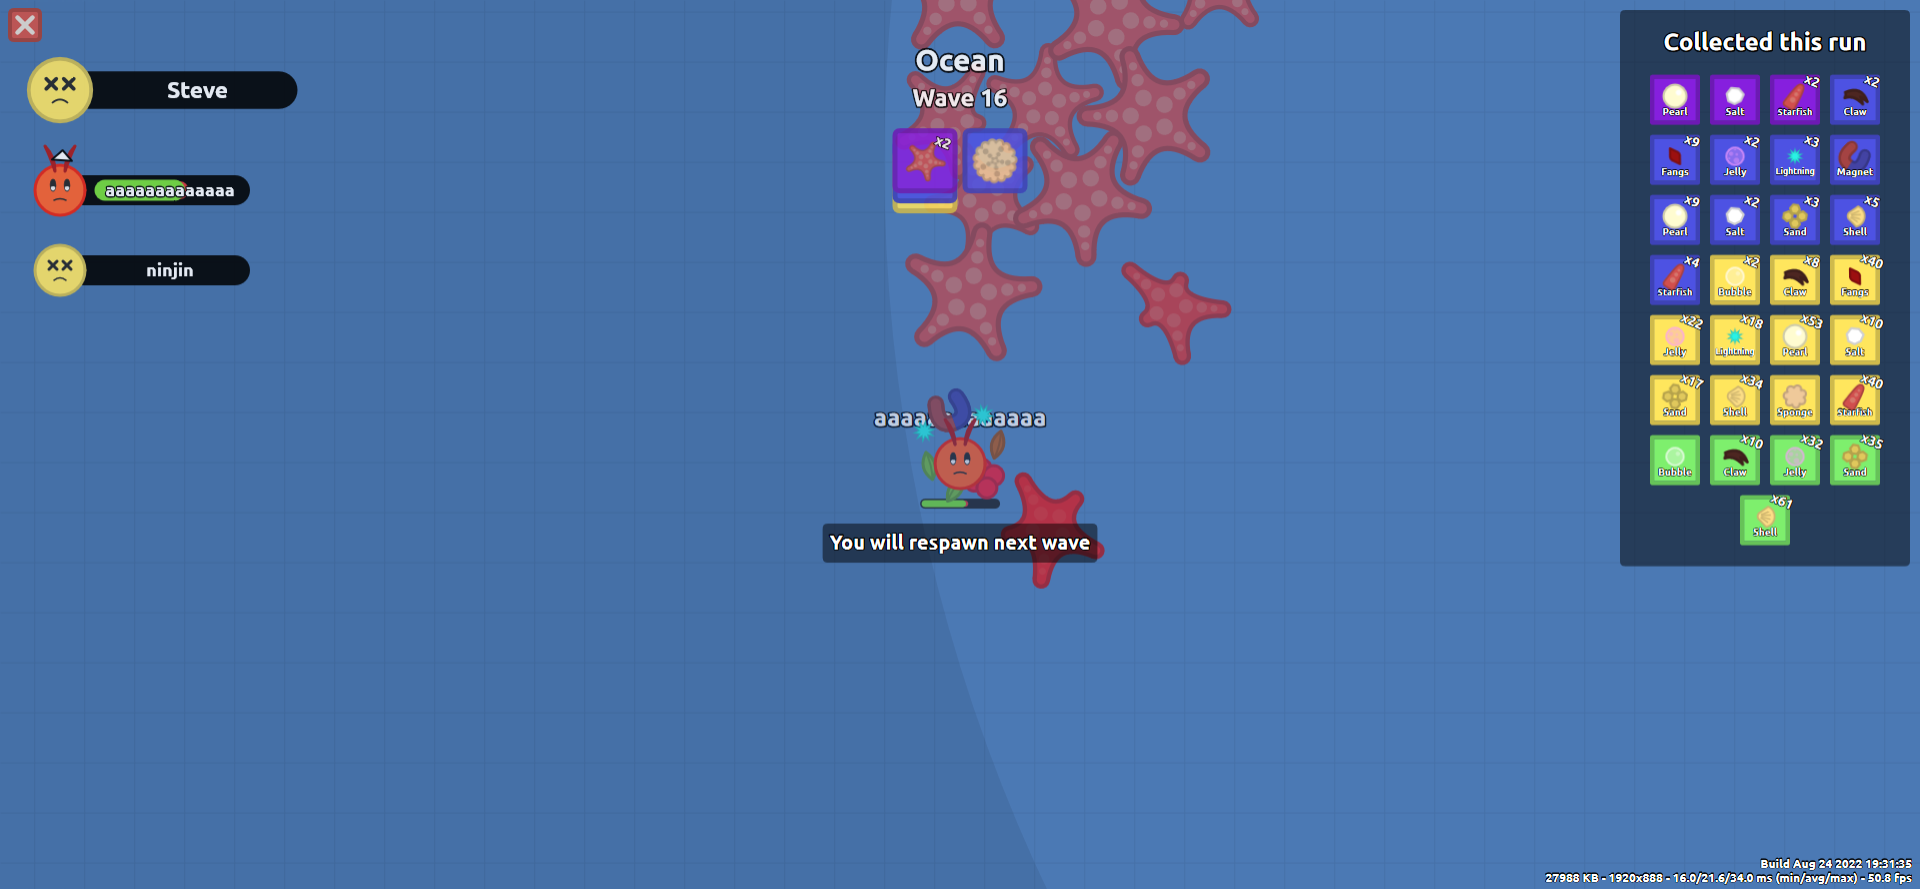 Steve
aaaaaaaaaaaaa
ninjin
Ocean
Wave 16
x2
You will respawn next wave
Collected this run
Pearl
Salt
x2
Starfish
x2
Claw
x9
Fangs
x2
Jelly
x3
Lightning
Magnet
x9
Pearl
x2
Salt
x3
Sand
x5
Shell
x4
Starfish
x2
Bubble
x8
Claw
x40
Fangs
x22
Jelly
x18
Lightning
x53
Pearl
x10
Salt
x17
Sand
x34
Shell
Sponge
x40
Starfish
Bubble
x10
Claw
x32
Jelly
x35
Sand
x61
Shell
Build Aug 24 2022 19:31:35
27988 KB - 1920x888 - 16.0/21.6/34.0 ms (min/avg/max) - 50.8 fps